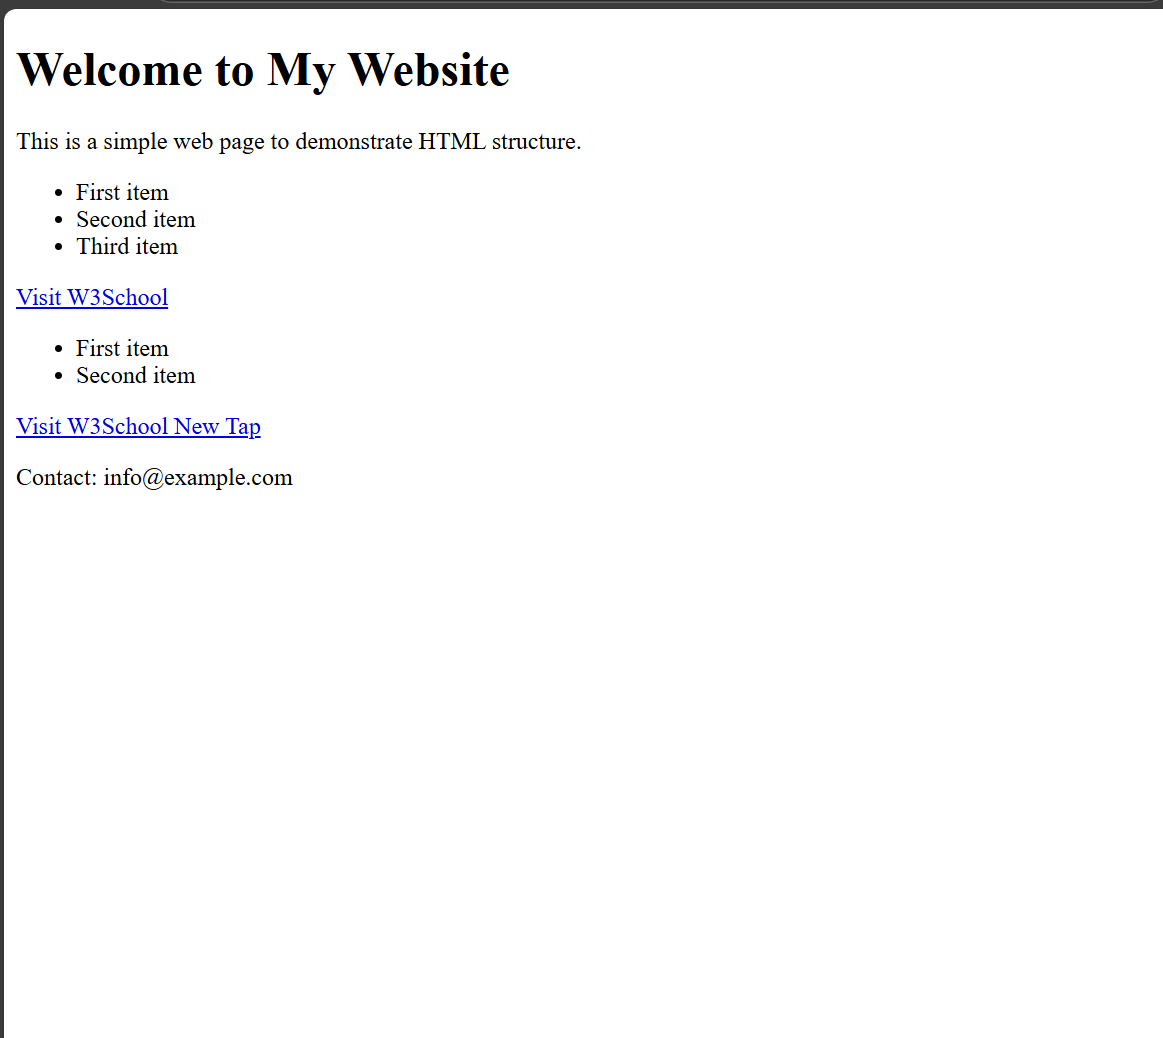 Welcome to My Website
This is a simple web page to demonstrate HTML structure.
• First item
• Second item
• Third item
Visit W3School
• First item
• Second item
Visit W3School New Tap
Contact: info@example.com